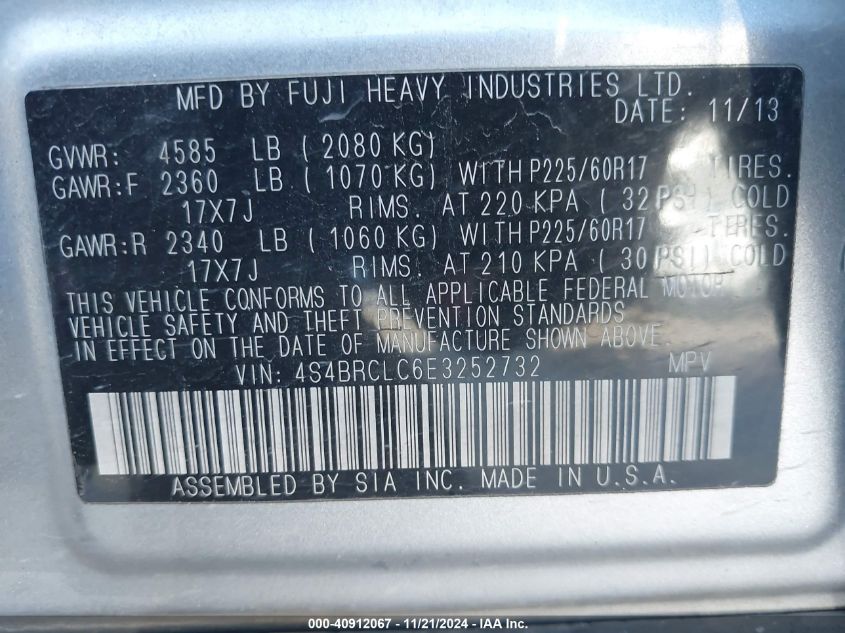 MFD BY FUJI HEAVY INDUSTRIES LTD.
DATE: 11/13
GVWR: 4585 LB (2080 KG)
GAWR:F 2360 LB (1070 KG) WITH P225/60R17 TIRES.
17X7J RIMS. AT 220 KPA (32 PSI) COLD
GAWR:R 2340 LB (1060 KG) WITH P225/60R17
17X7J RIMS. AT 210 KPA (30 PSI) COLD
THIS VEHICLE CONFORMS TO ALL APPLICABLE FEDERAL MOTOR
VEHICLE SAFETY AND THEFT PREVENTION STANDARDS
IN EFFECT ON THE DATE OF MANUFACTURE SHOWN ABOVE.
VIN: 4S4BRCLC6E3252732 MPV
ASSEMBLED BY SIA INC. MADE IN U.S.A.
000-40912067 - 11/21/2024 - IAA Inc.